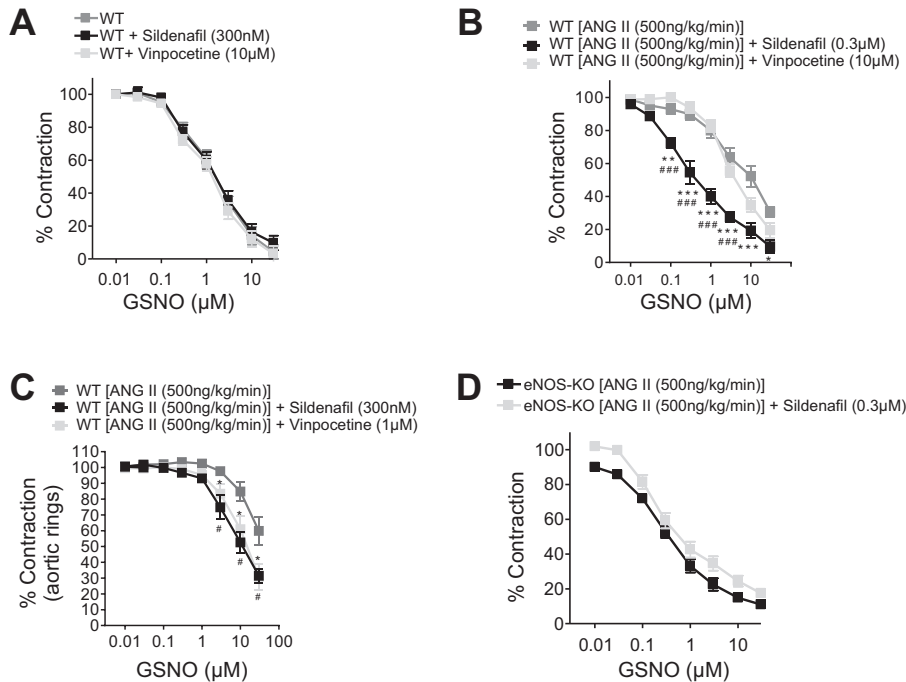 A
WT
WT + Sildenafil (300nM)
WT+ Vinpocetine (10µM)
% Contraction
100
80
60
40
20
0
0.01 0.1 1 10
GSNO (µM)
B
WT [ANG II (500ng/kg/min)]
WT [ANG II (500ng/kg/min)] + Sildenafil (0.3µM)
WT [ANG II (500ng/kg/min)] + Vinpocetine (10µM)
% Contraction
100
80
60
40
20
0
**
###
***
###
***
###
***
###
***
*
0.01 0.1 1 10
GSNO (µM)
C
WT [ANG II (500ng/kg/min)]
WT [ANG II (500ng/kg/min)] + Sildenafil (300nM)
WT [ANG II (500ng/kg/min)] + Vinpocetine (1µM)
% Contraction
(aortic rings)
110
100
90
80
70
60
50
40
30
20
10
0
*
#
*
#
*
#
0.01 0.1 1 10 100
GSNO (µM)
D
eNOS-KO [ANG II (500ng/kg/min)]
eNOS-KO [ANG II (500ng/kg/min)] + Sildenafil (0.3µM)
% Contraction
100
80
60
40
20
0
0.01 0.1 1 10
GSNO (µM)